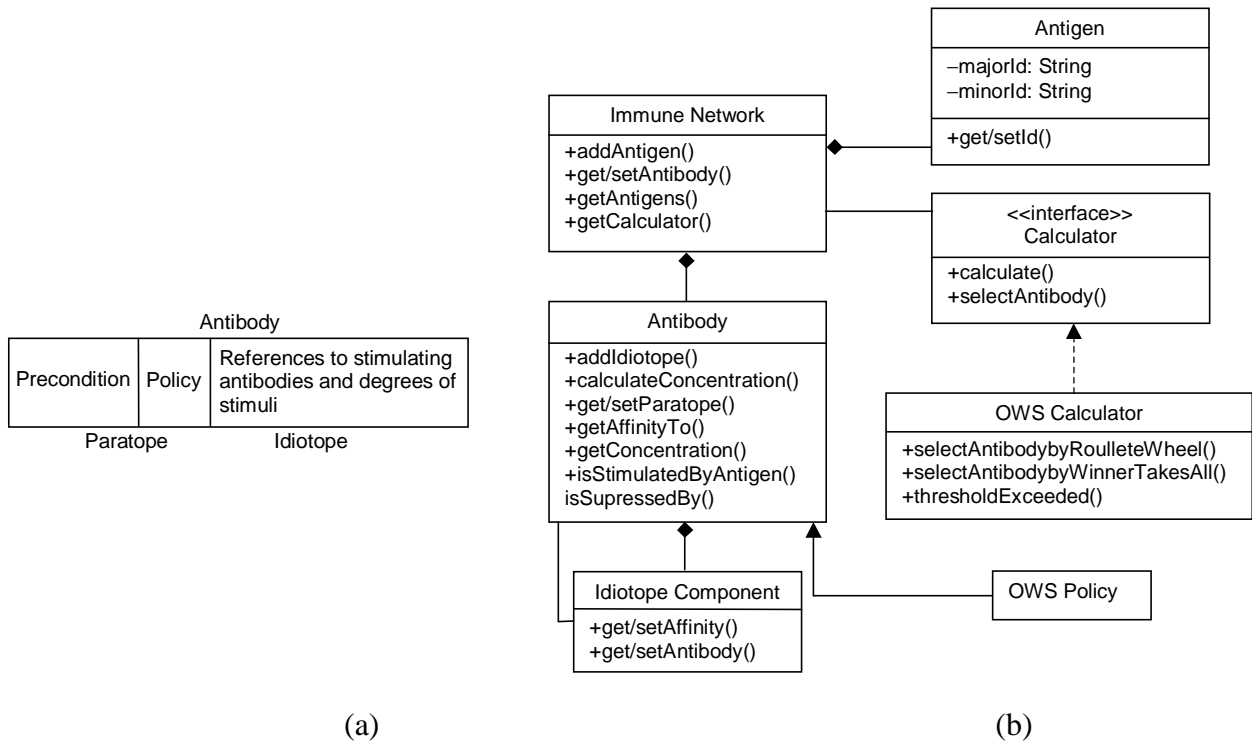 Antibody
Precondition
Policy
References to stimulating
antibodies and degrees of
stimuli
Paratope
Idiotope
(a)
Immune Network
+addAntigen()
+get/setAntibody()
+getAntigens()
+getCalculator()
Antigen
−majorId: String
−minorId: String
+get/setId()
<<interface>>
Calculator
+calculate()
+selectAntibody()
Antibody
+addIdiotope()
+calculateConcentration()
+get/setParatope()
+getAffinityTo()
+getConcentration()
+isStimulatedByAntigen()
isSupressedBy()
OWS Calculator
+selectAntibodybyRoulleteWheel()
+selectAntibodybyWinnerTakesAll()
+thresholdExceeded()
Idiotope Component
+get/setAffinity()
+get/setAntibody()
OWS Policy
(b)